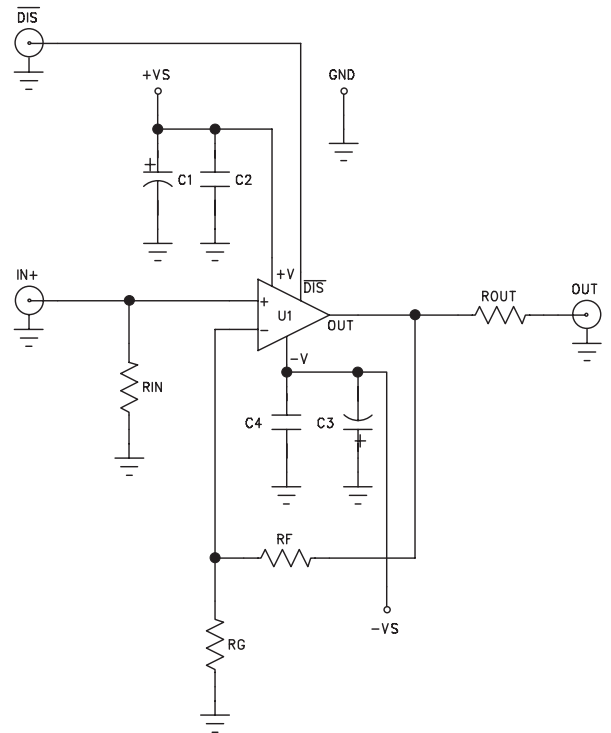 DIS
+VS
GND
+
C1
C2
IN+
+V
DIS
+
U1
OUT
−
−V
ROUT
OUT
RIN
C4
C3
+
RF
−VS
RG